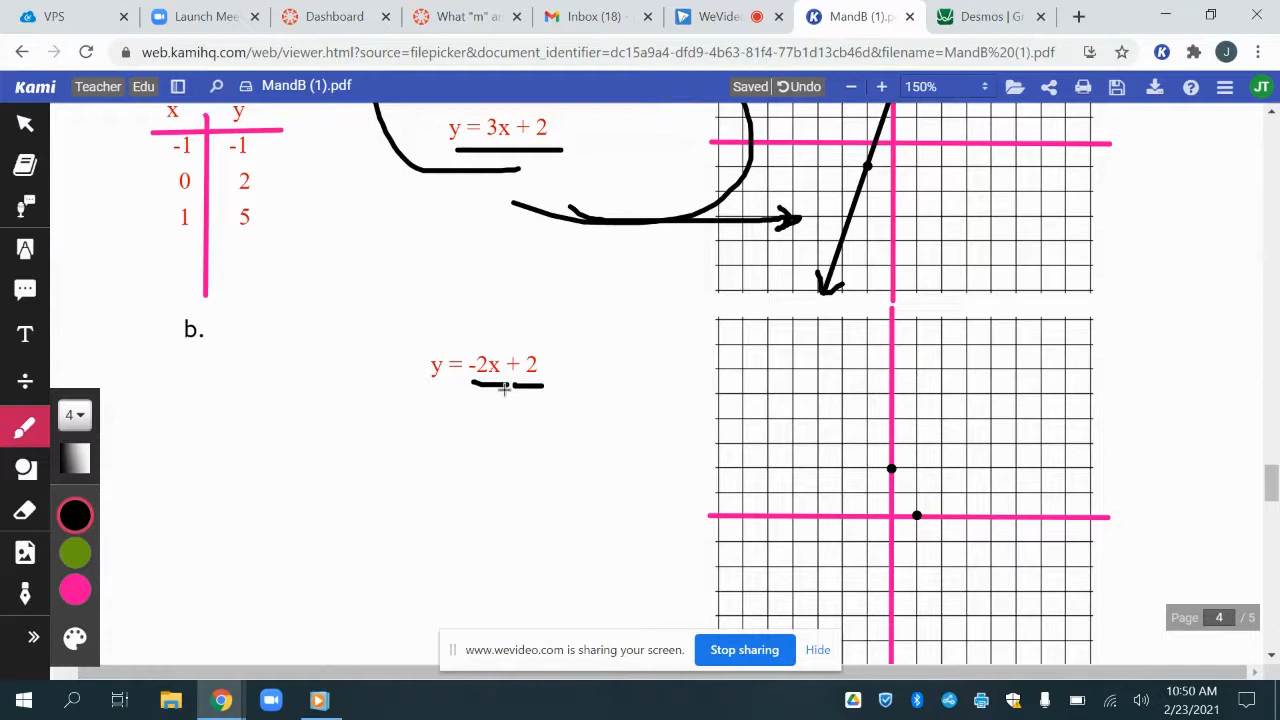 VPS
Launch Mee
Dashboard
What "m" ar
Inbox (18) -
WeVide
MandB (1).p
Desmos | Gr
web.kamihq.com/web/viewer.html?source=filepicker&document_identifier=dc15a9a4-dfd9-4b63-81f4-77b1d13cb46d&filename=MandB%20(1).pdf
Kami Teacher Edu MandB (1).pdf Saved Undo 150% JT
x y
-1 -1
0 2
1 5
y = 3x + 2
b.
y = -2x + 2
4
Page 4 / 5
www.wevideo.com is sharing your screen. Stop sharing Hide
10:50 AM
2/23/2021